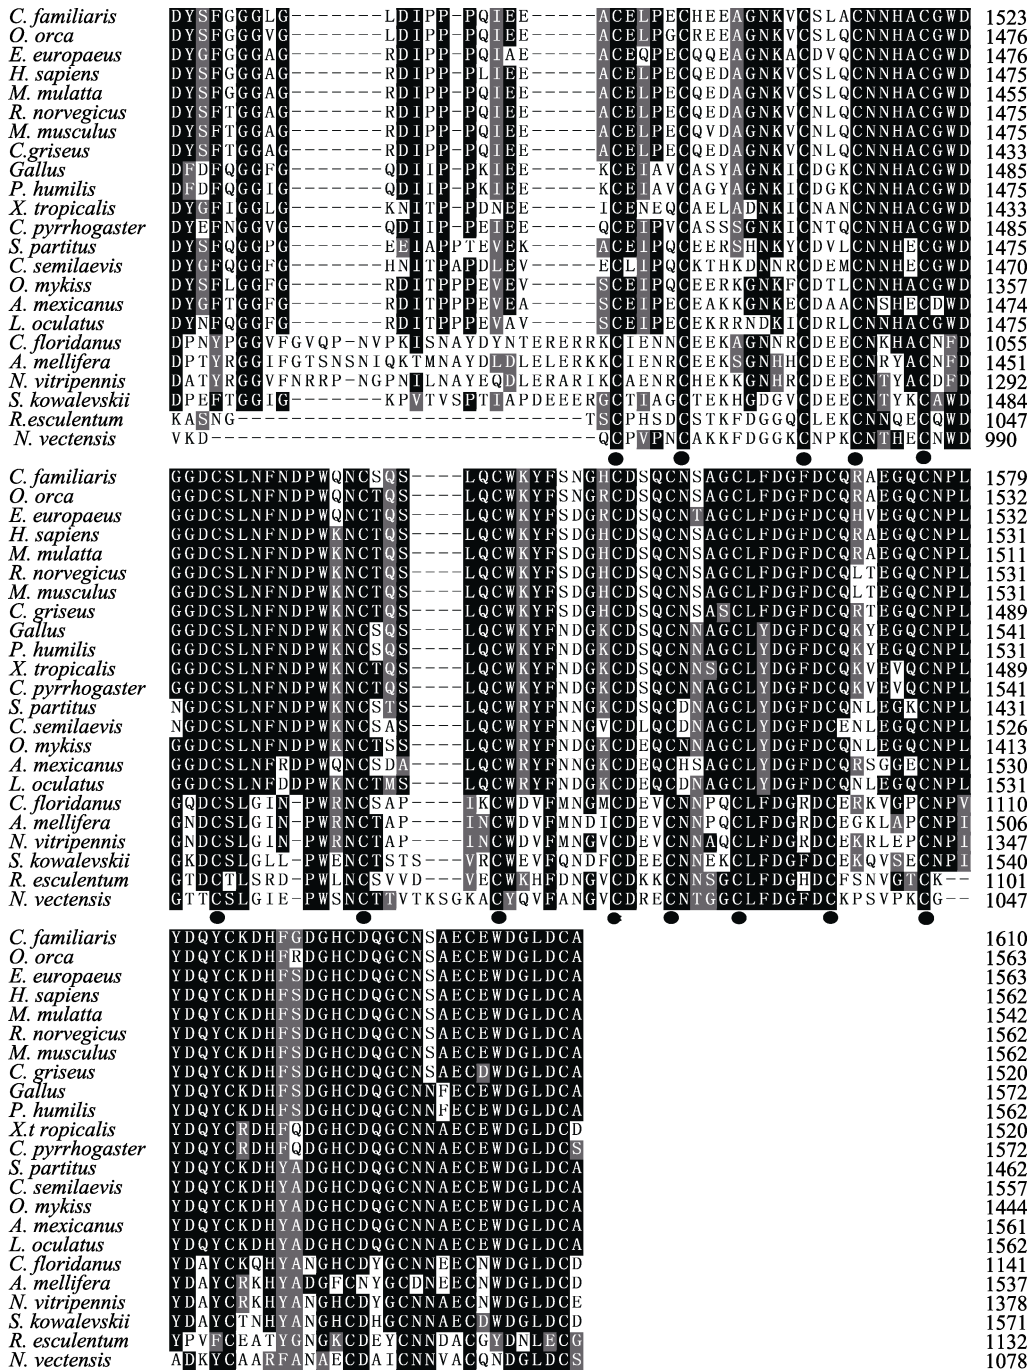 C. familiaris DYSFGGGLG-------LDIPP-PQIEE-----ACELPECHEEAGNKVCSLACNNHACGWD 1523
O. orca DYSFGGGVG-------LDIPP-PQIEE-----ACELPGCREEAGNKVCSLQCNNHACGWD 1476
E. europaeus DYGFGGGAG-------RDIPP-PQIAE-----ACEQPECQQEAGNKACDVQCNNHACGWD 1476
H. sapiens DYSFGGGAG-------RDIPP-PLIEE-----ACELPECQEDAGNKVCSLQCNNHACGWD 1475
M. mulatta DYSFGGGAG-------RDIPP-PQIEE-----ACELPECQEDAGNKVCSLQCNNHACGWD 1455
R. norvegicus DYSFTGGAG-------RDIPP-PQIEE-----ACELPECQEDAGNKVCNLQCNNHACGWD 1475
M. musculus DYSFTGGAG-------RDIPP-PQIEE-----ACELPECQVDAGNKVCNLQCNNHACGWD 1475
C.griseus DYSFTGGAG-------RDIPP-PQIEE-----ACELPECQEDAGNKVCNLQCNNHACGWD 1433
Gallus DFDFQGGFG-------QDIIP-PKIEE-----KCEIAVCASYAGNKICDGKCNNHACGWD 1485
P. humilis DFDFQGGIG-------QDIIP-PKIEE-----KCEIAVCAGYAGNKICDGKCNNHACGWD 1475
X. tropicalis DYGFIGGLG-------KNITP-PDNEE-----ICENEQCAELADNKICNANCNNHACGWD 1433
C. pyrrhogaster DYEFNGGVG-------QDIIP-PEIEE-----QCEIPVCASSSGNKICNTQCNNHACGWD 1485
S. partitus DYSFQGGPG-------EEIAPPTEVEK-----ACEIPQCEERSHNKYCDVLCNNHECGWD 1475
C. semilaevis DYGFQGGFG-------HNITPAPDLEV-----ECLIPQCKTHKDNNRCDEMCNNHECGWD 1470
O. mykiss DYSFLGGFG-------RDITPPPEVEV-----SCEIPQCEERKGNKFCDTLCNNHACGWD 1357
A. mexicanus DYGFTGGFG-------RDITPPPEVEA-----SCEIPECEEAKKGNKECDAACNSHECDWD 1474
L. oculatus DYNFQGGFG-------RDITPPPEVAV-----SCEIPECEKRRNDKICDRLCNNHACGWD 1475
C. floridanus DPNYPGGVFGVQP-NVPKISNAYDYNTERERRKCIENNCEEKAGNNRCDEECNKHACNFD 1055
A. mellifera DPTYRGGIFGTSNSNIQKTMNAYDLDLELERKKCIENRCEEKSGNHHCDEECNRYACNFD 1451
N. vitripennis DATYRGGVFNRRP-NGPNILNAYEQDLERARIKCAENRCHEKKGNHRCDEECNTYACDFD 1292
S. kowalevskii DPEFTGGIG-------KPVTVSPTIAPDEEERGCTIAGCTEKHGDGVCDEECNTYKCAWD 1484
R.esculentum KASNG---------------------------TSCPHSDCSTKFDGGQCLEKCNNQECQWD 1047
N. vectensis VKD-----------------------------QCPVPNCAKKFDGGKCNPKCNTHECNWD 990
C. familiaris GGDCSLNFNDPWQNCSQS----LQCWKYFSNGHCDSQCNSAGCLFDGFDCQRAEGQCNPL 1579
O. orca GGDCSLNFNDPWQNCTQS----LQCWKYFSNGRCDSQCNSAGCLFDGFDCQRAEGQCNPL 1532
E. europaeus GGDCSLNFNDPWQNCTQS----LQCWKYFSDGRCDSQCNTAGCLFDGFDCQHVEGQCNPL 1532
H. sapiens GGDCSLNFNDPWKNCTQS----LQCWKYFSDGHCDSQCNSAGCLFDGFDCQRAEGQCNPL 1531
M. mulatta GGDCSLNFNDPWKNCTQS----LQCWKYFSDGHCDSQCNSAGCLFDGFDCQRAEGQCNPL 1511
R. norvegicus GGDCSLNFNDPWKNCTQS----LQCWKYFSDGHCDSQCNSAGCLFDGFDCQLTEGQCNPL 1531
M. musculus GGDCSLNFNDPWKNCTQS----LQCWKYFSDGHCDSQCNSAGCLFDGFDCQLTEGQCNPL 1531
C. griseus GGDCSLNFNDPWKNCTQS----LQCWKYFSDGHCDSQCNSASCLFDGFDCQRTEGQCNPL 1489
Gallus GGDCSLNFNDPWKNCSQS----LQCWKYFNDGKCDSQCNNAGCLYDGFDCQKYEGQCNPL 1541
P. humilis GGDCSLNFNDPWKNCSQS----LQCWKYFNDGKCDSQCNNAGCLYDGFDCQKYEGQCNPL 1531
X. tropicalis GGDCSLNFNDPWKNCTQS----LQCWKYFNDGKCDSQCNNSGCLYDGFDCQKVEVQCNPL 1489
C. pyrrhogaster GGDCSLNFNDPWKNCTQS----LQCWKYFNDGKCDSQCNNAGCLYDGFDCQKVEVQCNPL 1541
S. partitus NGDCSLNFNDPWKNCSTS----LQCWRYFNNGKCDSQCDNAGCLYDGFDCQNLEGKCNPL 1431
C. semilaevis NGDCSLNFNDPWKNCSAS----LQCWRYFNNGVCDLQCDNAGCLYDGFDCENLEGQCNPL 1526
O. mykiss GGDCSLNFNDPWKNCTSS----LQCWRYFNDGKCDEQCNNAGCLYDGFDCQNLEGQCNPL 1413
A. mexicanus GGDCSLNFRDPWQNCSDA----LQCWRYFNNGKCDEQCHSAGCLYDGFDCQRSGGECNPL 1530
L. oculatus GGDCSLNFDDPWKNCTMS----LQCWRYFNNGKCDEQCDNAGCLYDGFDCQNLEGQCNPL 1531
C. floridanus GQDCSLGIN-PWRNCSAP----IKCWDVFMNGMCDEVCNNPQCLFDGRDCERKVGPCNPV 1110
A. mellifera GNDCSLGIN-PWRNCTAP----INCWDVFMNDICDEVCNNPQCLFDGRDCEGKLAPCNPI 1506
N. vitripennis GNDCSLGIN-PWRNCTAP----INCWDVFMNGVCDEVCNNAQCLFDGRDCEKRLEPCNPI 1347
S. kowalevskii GKDCSLGLL-PWENCTSTS----VRCWEVFQNDFCDEECNNEKCLFDGFDCEKQVSECNPI 1540
R. esculentum GTDCTLSRD-PWLNCSVVD----VECWKHFDNGVCDKKCNNSGCLFDGHDCFSNVGTCK-- 1101
N. vectensis GTTCSLGIE-PWSNCTTVTKSGKACYQVFANGVCDRECNTGGCLFDGFDCKPSVPKCG-- 1047
C. familiaris YDQYCKDHFGDGHCDQGCNSAECEWDGLDCA 1610
O. orca YDQYCKDHFRDGHCDQGCNSAECEWDGLDCA 1563
E. europaeus YDQYCKDHFSDGHCDQGCNSAECEWDGLDCA 1563
H. sapiens YDQYCKDHFSDGHCDQGCNSAECEWDGLDCA 1562
M. mulatta YDQYCKDHFSDGHCDQGCNSAECEWDGLDCA 1542
R. norvegicus YDQYCKDHFSDGHCDQGCNSAECEWDGLDCA 1562
M. musculus YDQYCKDHFSDGHCDQGCNSAECEWDGLDCA 1562
C. griseus YDQYCKDHFSDGHCDQGCNSAECDWDGLDCA 1520
Gallus YDQYCKDHFSDGHCDQGCNNFECEWDGLDCA 1572
P. humilis YDQYCKDHFSDGHCDQGCNNFECEWDGLDCA 1562
X.t ropicalis YDQYCRDHFQDGHCDQGCNNAECEWDGLDCD 1520
C. pyrrhogaster YDQYCRDHFQDGHCDQGCNNAECEWDGLDCS 1572
S. partitus YDQYCKDHYADGHCDQGCNNAECEWDGLDCA 1462
C. semilaevis YDQYCKDHYADGHCDQGCNNAECEWDGLDCA 1557
O. mykiss YDQYCKDHYADGHCDQGCNNAECEWDGLDCA 1444
A. mexicanus YDQYCKDHYADGHCDQGCNNAECEWDGLDCA 1561
L. oculatus YDQYCKDHYADGHCDQGCNNAECEWDGLDCA 1562
C. floridanus YDAYCKQHYANGHCDYGCNNEECNWDGLDCD 1141
A. mellifera YDAYCRKHYADGFCNYGCDNEECNWDGLDCD 1537
N. vitripennis YDAYCRKHYANGHCDYGCNNAECNWDGLDCE 1378
S. kowalevskii YDAYCTNHYANGHCDYGCNNAECDWDGLDCD 1571
R. esculentum YPVFCEATYGNGKCDEYCNNDACGYDNLECG 1132
N. vectensis ADKYCAARFANAECDAICNNVACQNDGLDCS 1078